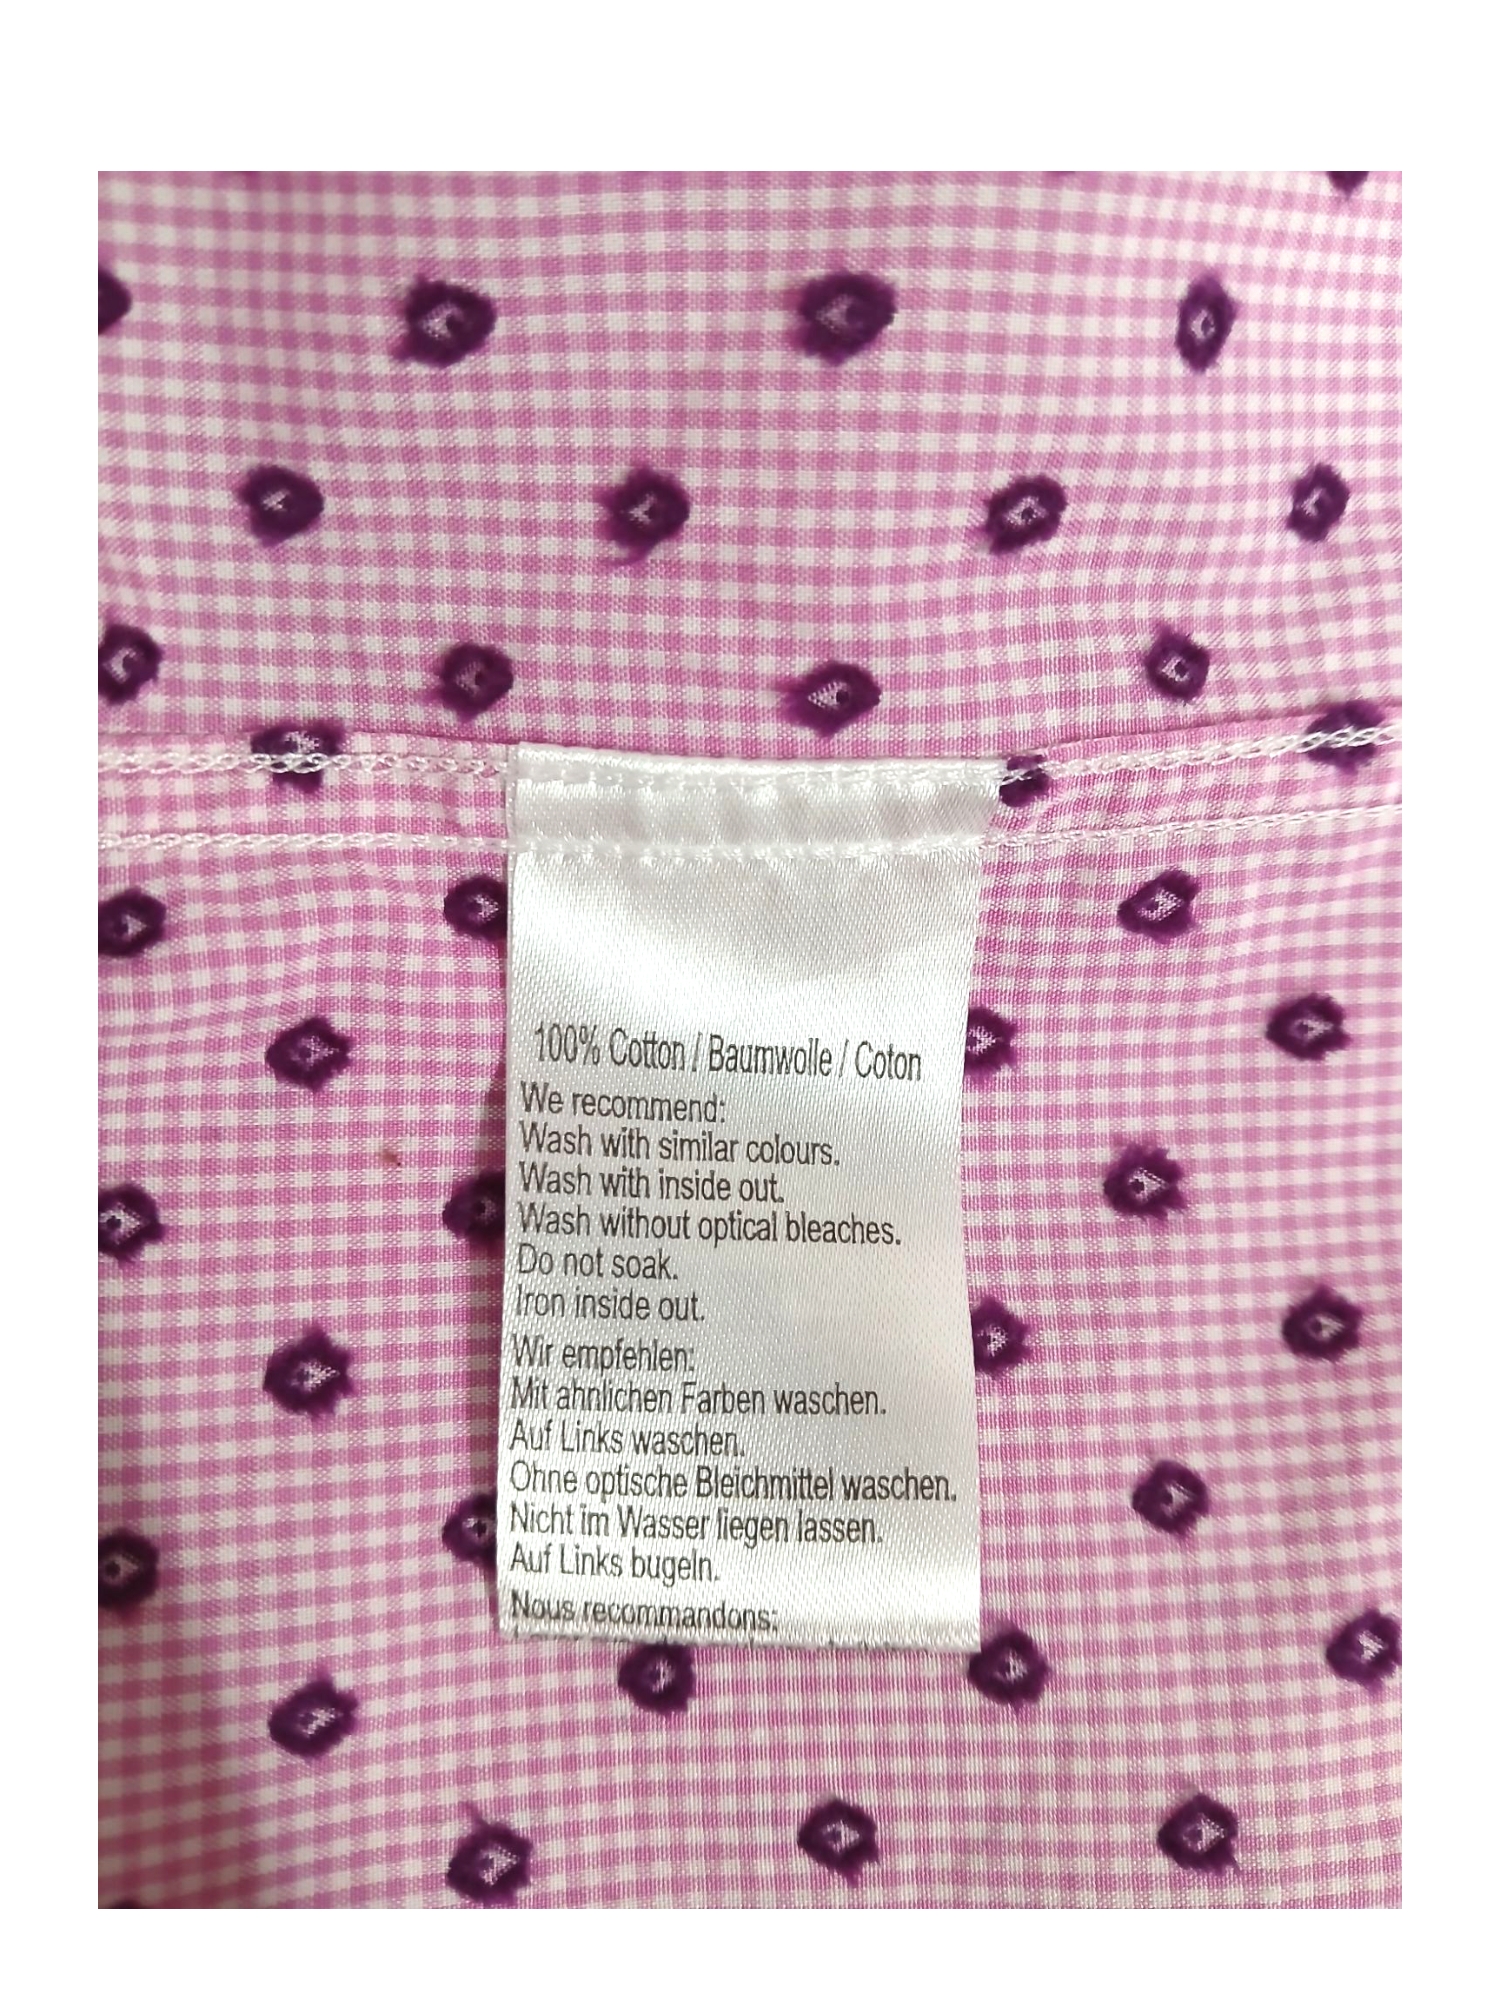 100% Cotton / Baumwolle / Coton
We recommend:
Wash with similar colours.
Wash with inside out.
Wash without optical bleaches.
Do not soak.
Iron inside out.
Wir empfehlen:
Mit ahnlichen Farben waschen.
Auf Links waschen.
Ohne optische Bleichmittel waschen.
Nicht im Wasser liegen lassen.
Auf Links bugeln.
Nous recommandons: